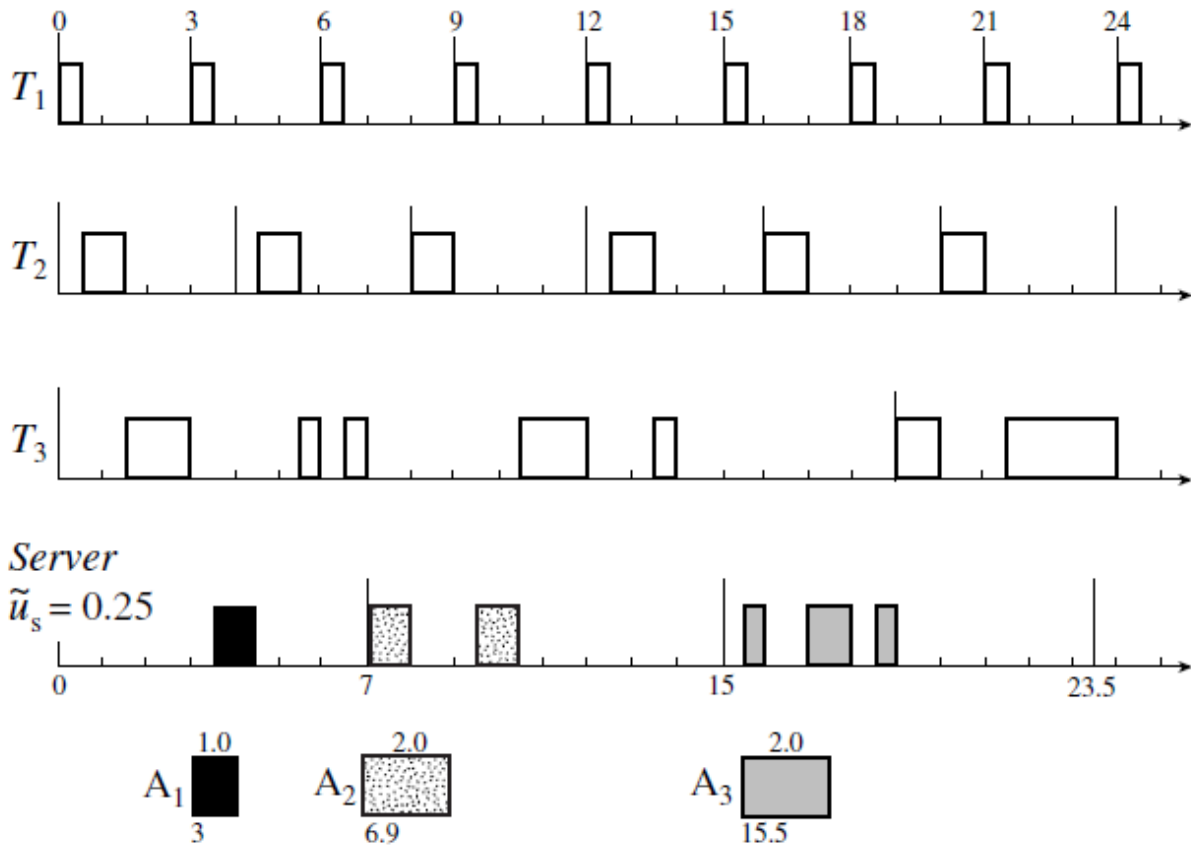 0 3 6 9 12 15 18 21 24
T₁
T₂
T₃
Server
ũₛ = 0.25
0 7 15 23.5
1.0 2.0 2.0
A₁ A₂ A₃
3 6.9 15.5